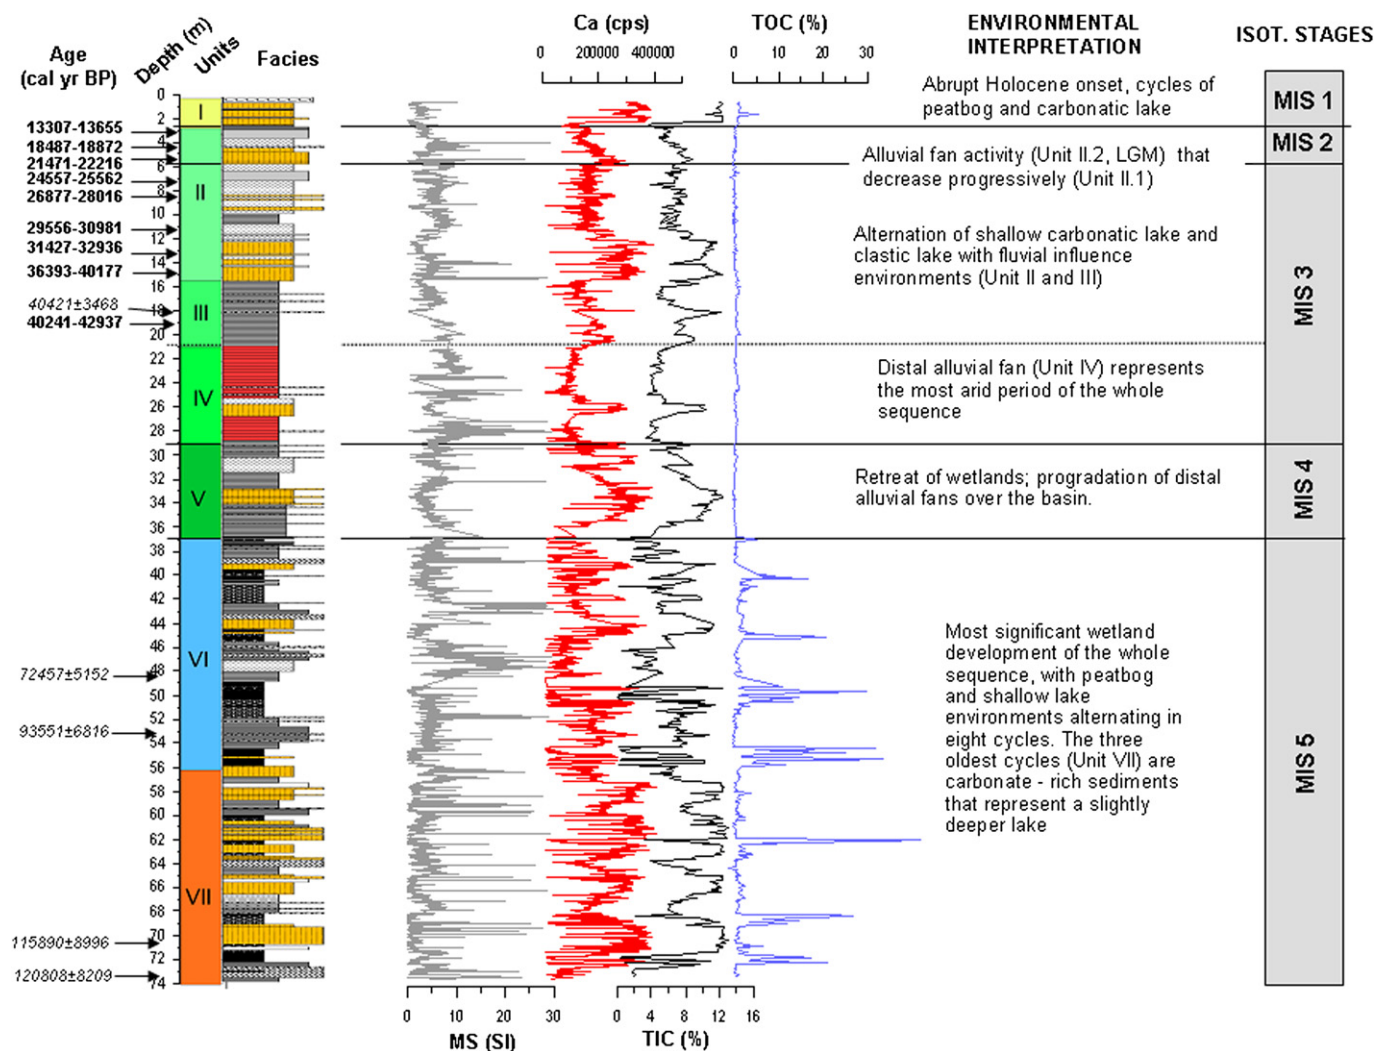 Age
(cal yr BP)
Depth (m)
Units
Facies
Ca (cps)
0 200000 400000
TOC (%)
0 10 20 30
ENVIRONMENTAL
INTERPRETATION
ISOT. STAGES
0
2
4
6
8
10
12
14
16
18
20
22
24
26
28
30
32
34
36
38
40
42
44
46
48
50
52
54
56
58
60
62
64
66
68
70
72
74
13307-13655
18487-18872
21471-22216
24557-25562
26877-28016
29556-30981
31427-32936
36393-40177
40421±3468
40241-42937
72457±5152
93551±6816
115890±8996
120808±8209
I
II
III
IV
V
VI
VII
Abrupt Holocene onset, cycles of
peatbog and carbonatic lake
Alluvial fan activity (Unit II.2, LGM) that
decrease progressively (Unit II.1)
Alternation of shallow carbonatic lake and
clastic lake with fluvial influence
environments (Unit II and III)
Distal alluvial fan (Unit IV) represents
the most arid period of the whole
sequence
Retreat of wetlands; progradation of distal
alluvial fans over the basin.
Most significant wetland
development of the whole
sequence, with peatbog
and shallow lake
environments alternating in
eight cycles. The three
oldest cycles (Unit VII) are
carbonate - rich sediments
that represent a slightly
deeper lake
MIS 1
MIS 2
MIS 3
MIS 4
MIS 5
0 10 20 30
MS (SI)
0 4 8 12 16
TIC (%)